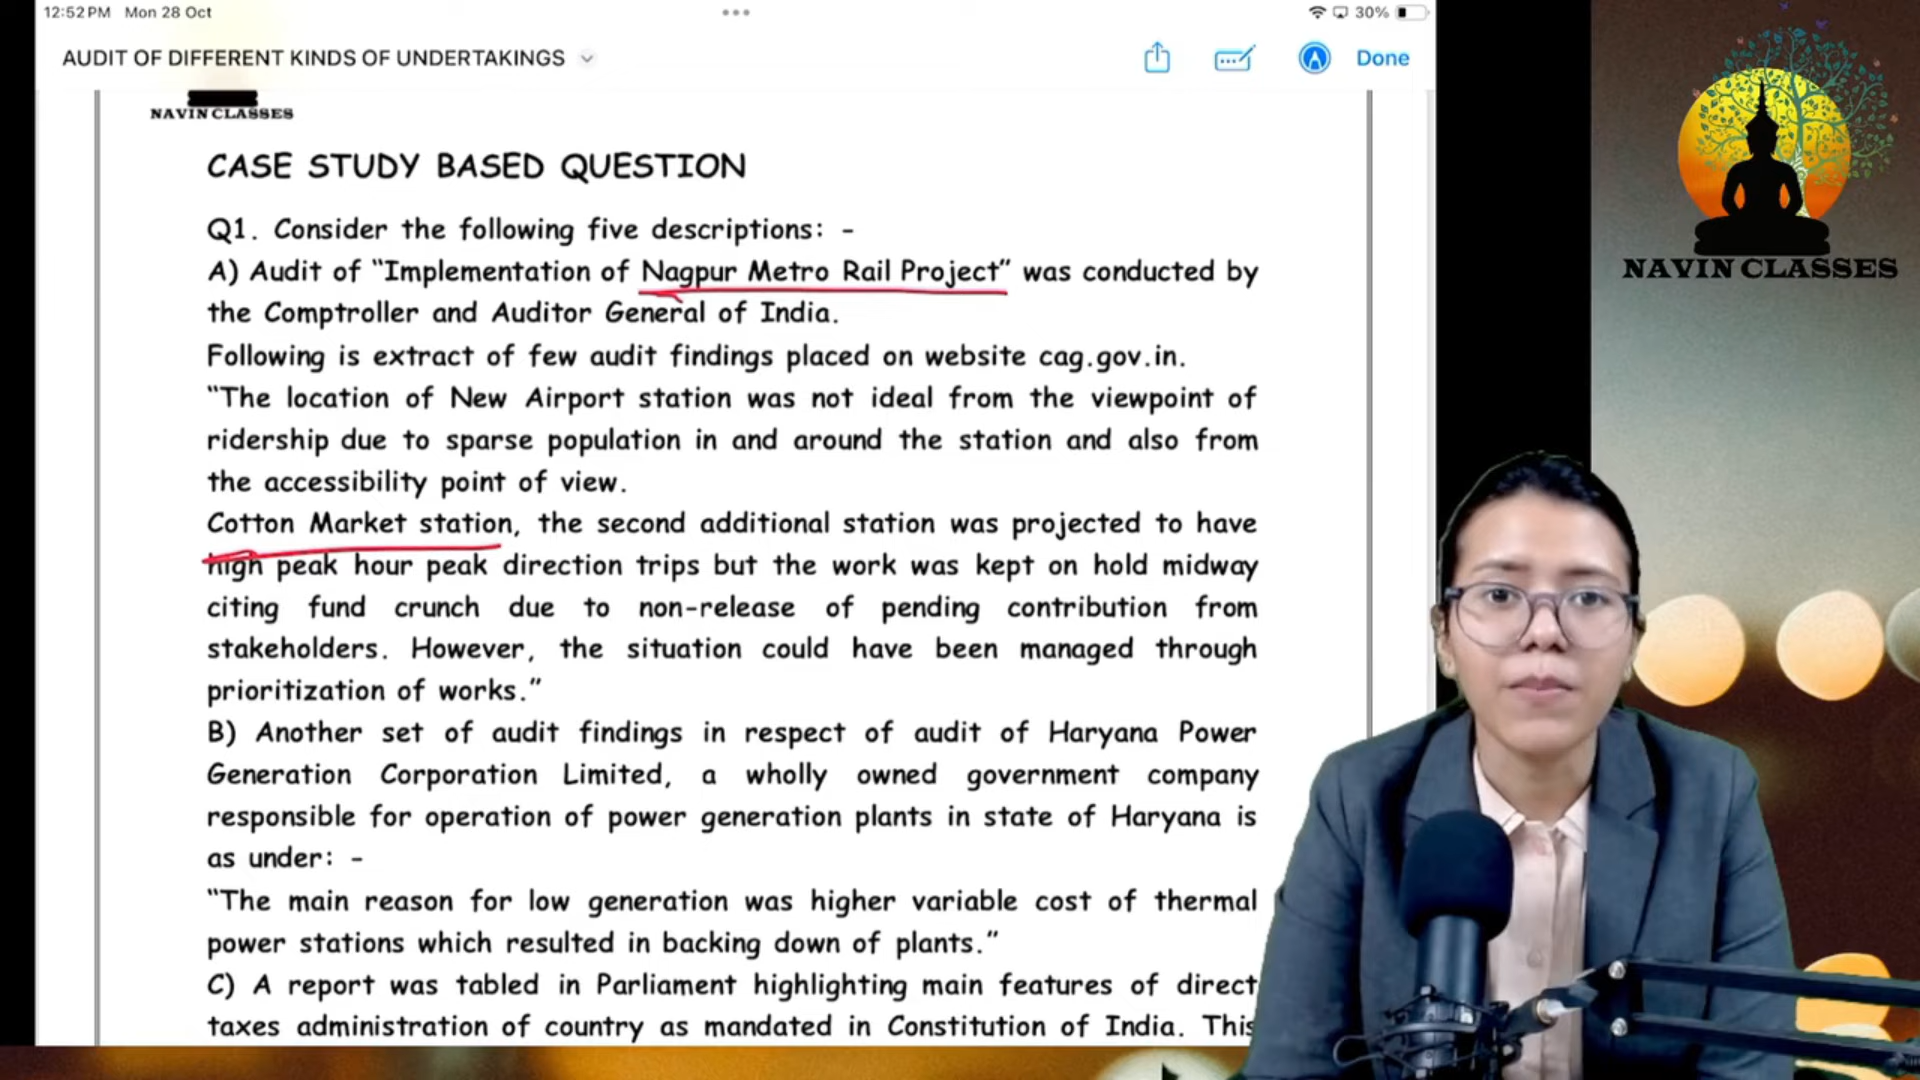 12:52 PM Mon 28 Oct
30%
AUDIT OF DIFFERENT KINDS OF UNDERTAKINGS
Done
NAVIN CLASSES
CASE STUDY BASED QUESTION
Q1. Consider the following five descriptions: -
A) Audit of “Implementation of Nagpur Metro Rail Project” was conducted by
the Comptroller and Auditor General of India.
Following is extract of few audit findings placed on website cag.gov.in.
“The location of New Airport station was not ideal from the viewpoint of
ridership due to sparse population in and around the station and also from
the accessibility point of view.
Cotton Market station, the second additional station was projected to have
high peak hour peak direction trips but the work was kept on hold midway
citing fund crunch due to non-release of pending contribution from
stakeholders. However, the situation could have been managed through
prioritization of works.”
B) Another set of audit findings in respect of audit of Haryana Power
Generation Corporation Limited, a wholly owned government company
responsible for operation of power generation plants in state of Haryana is
as under: -
“The main reason for low generation was higher variable cost of thermal
power stations which resulted in backing down of plants.”
C) A report was tabled in Parliament highlighting main features of direct
taxes administration of country as mandated in Constitution of India. This
NAVIN CLASSES